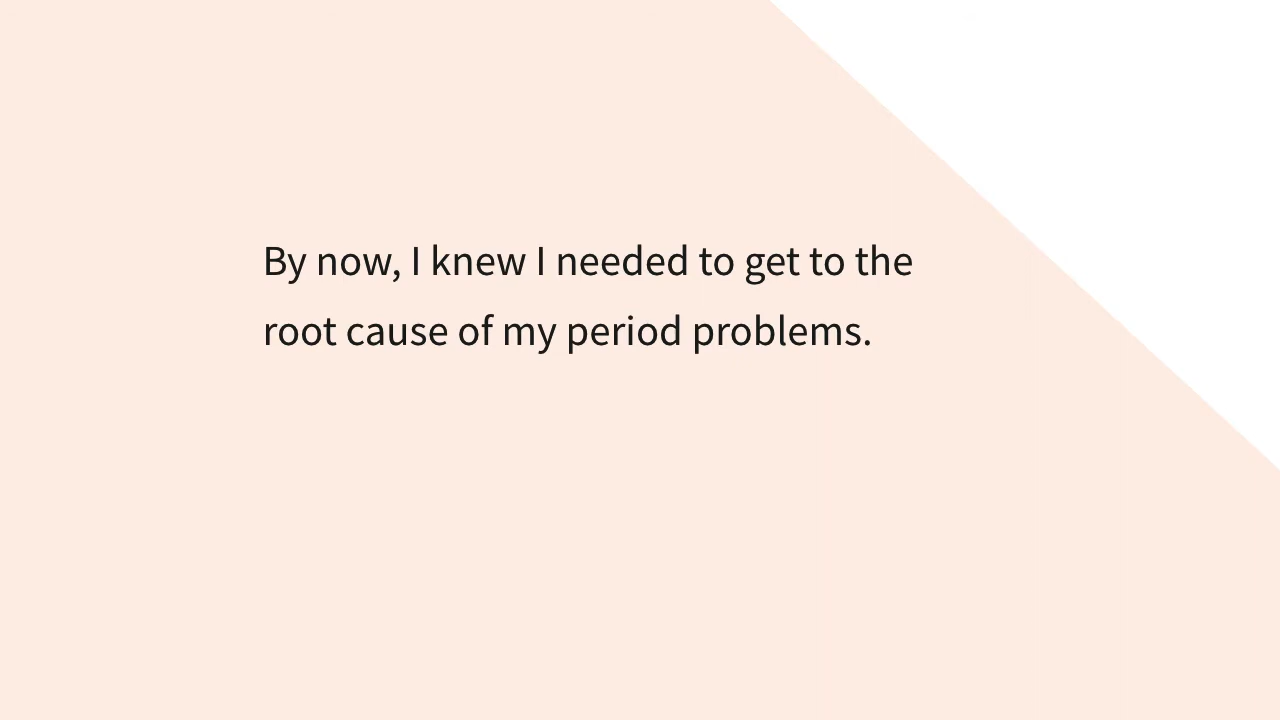 By now, I knew I needed to get to the
root cause of my period problems.